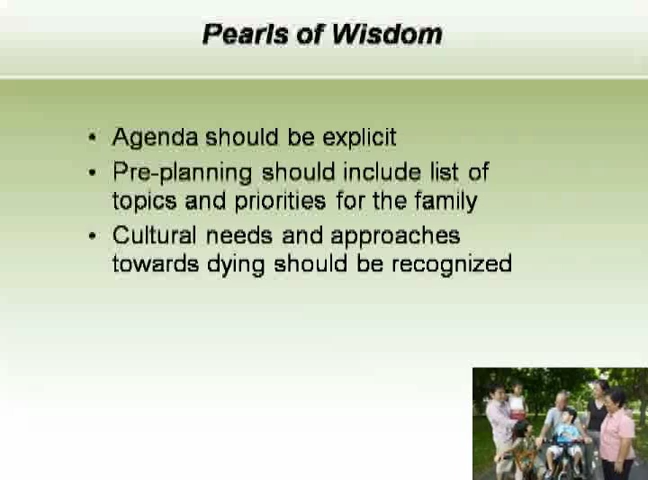 Pearls of Wisdom
• Agenda should be explicit
• Pre-planning should include list of
topics and priorities for the family
• Cultural needs and approaches
towards dying should be recognized